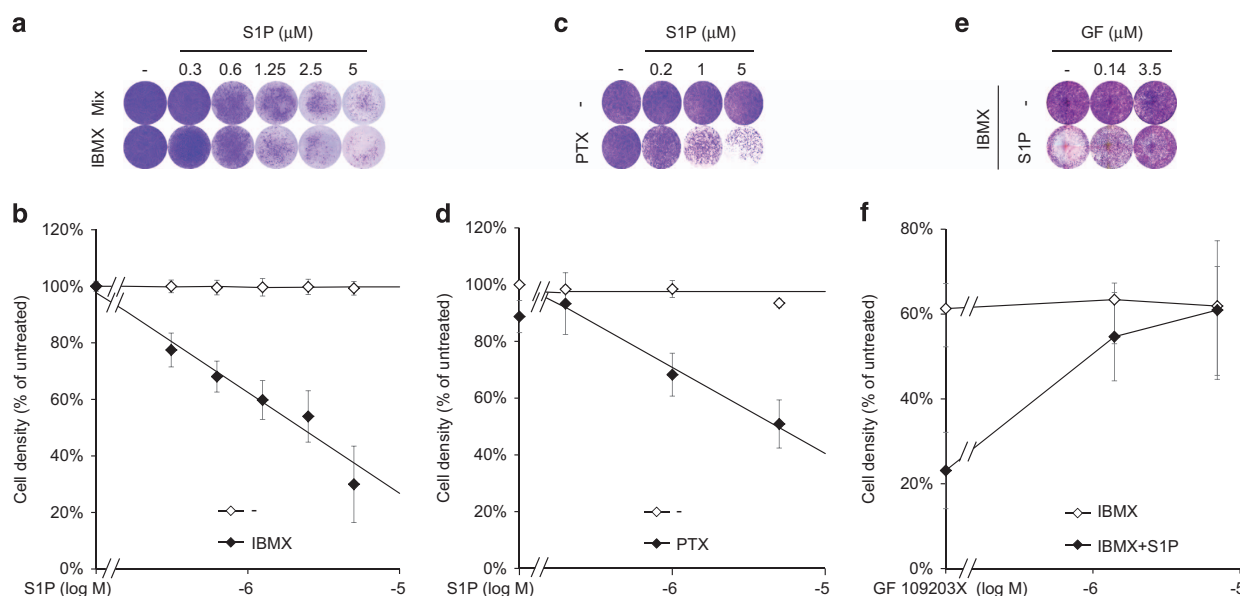 a
S1P (μM)
- 0.3 0.6 1.25 2.5 5
Mix
IBMX
b
120%
100%
80%
60%
40%
20%
0%
Cell density (% of untreated)
-
IBMX
S1P (log M) -6 -5
c
S1P (μM)
- 0.2 1 5
-
PTX
d
120%
100%
80%
60%
40%
20%
0%
Cell density (% of untreated)
-
PTX
S1P (log M) -6 -5
e
GF (μM)
- 0.14 3.5
IBMX
-
S1P
f
80%
60%
40%
20%
0%
Cell density (% of untreated)
IBMX
IBMX+S1P
GF 109203X (log M) -6 -5